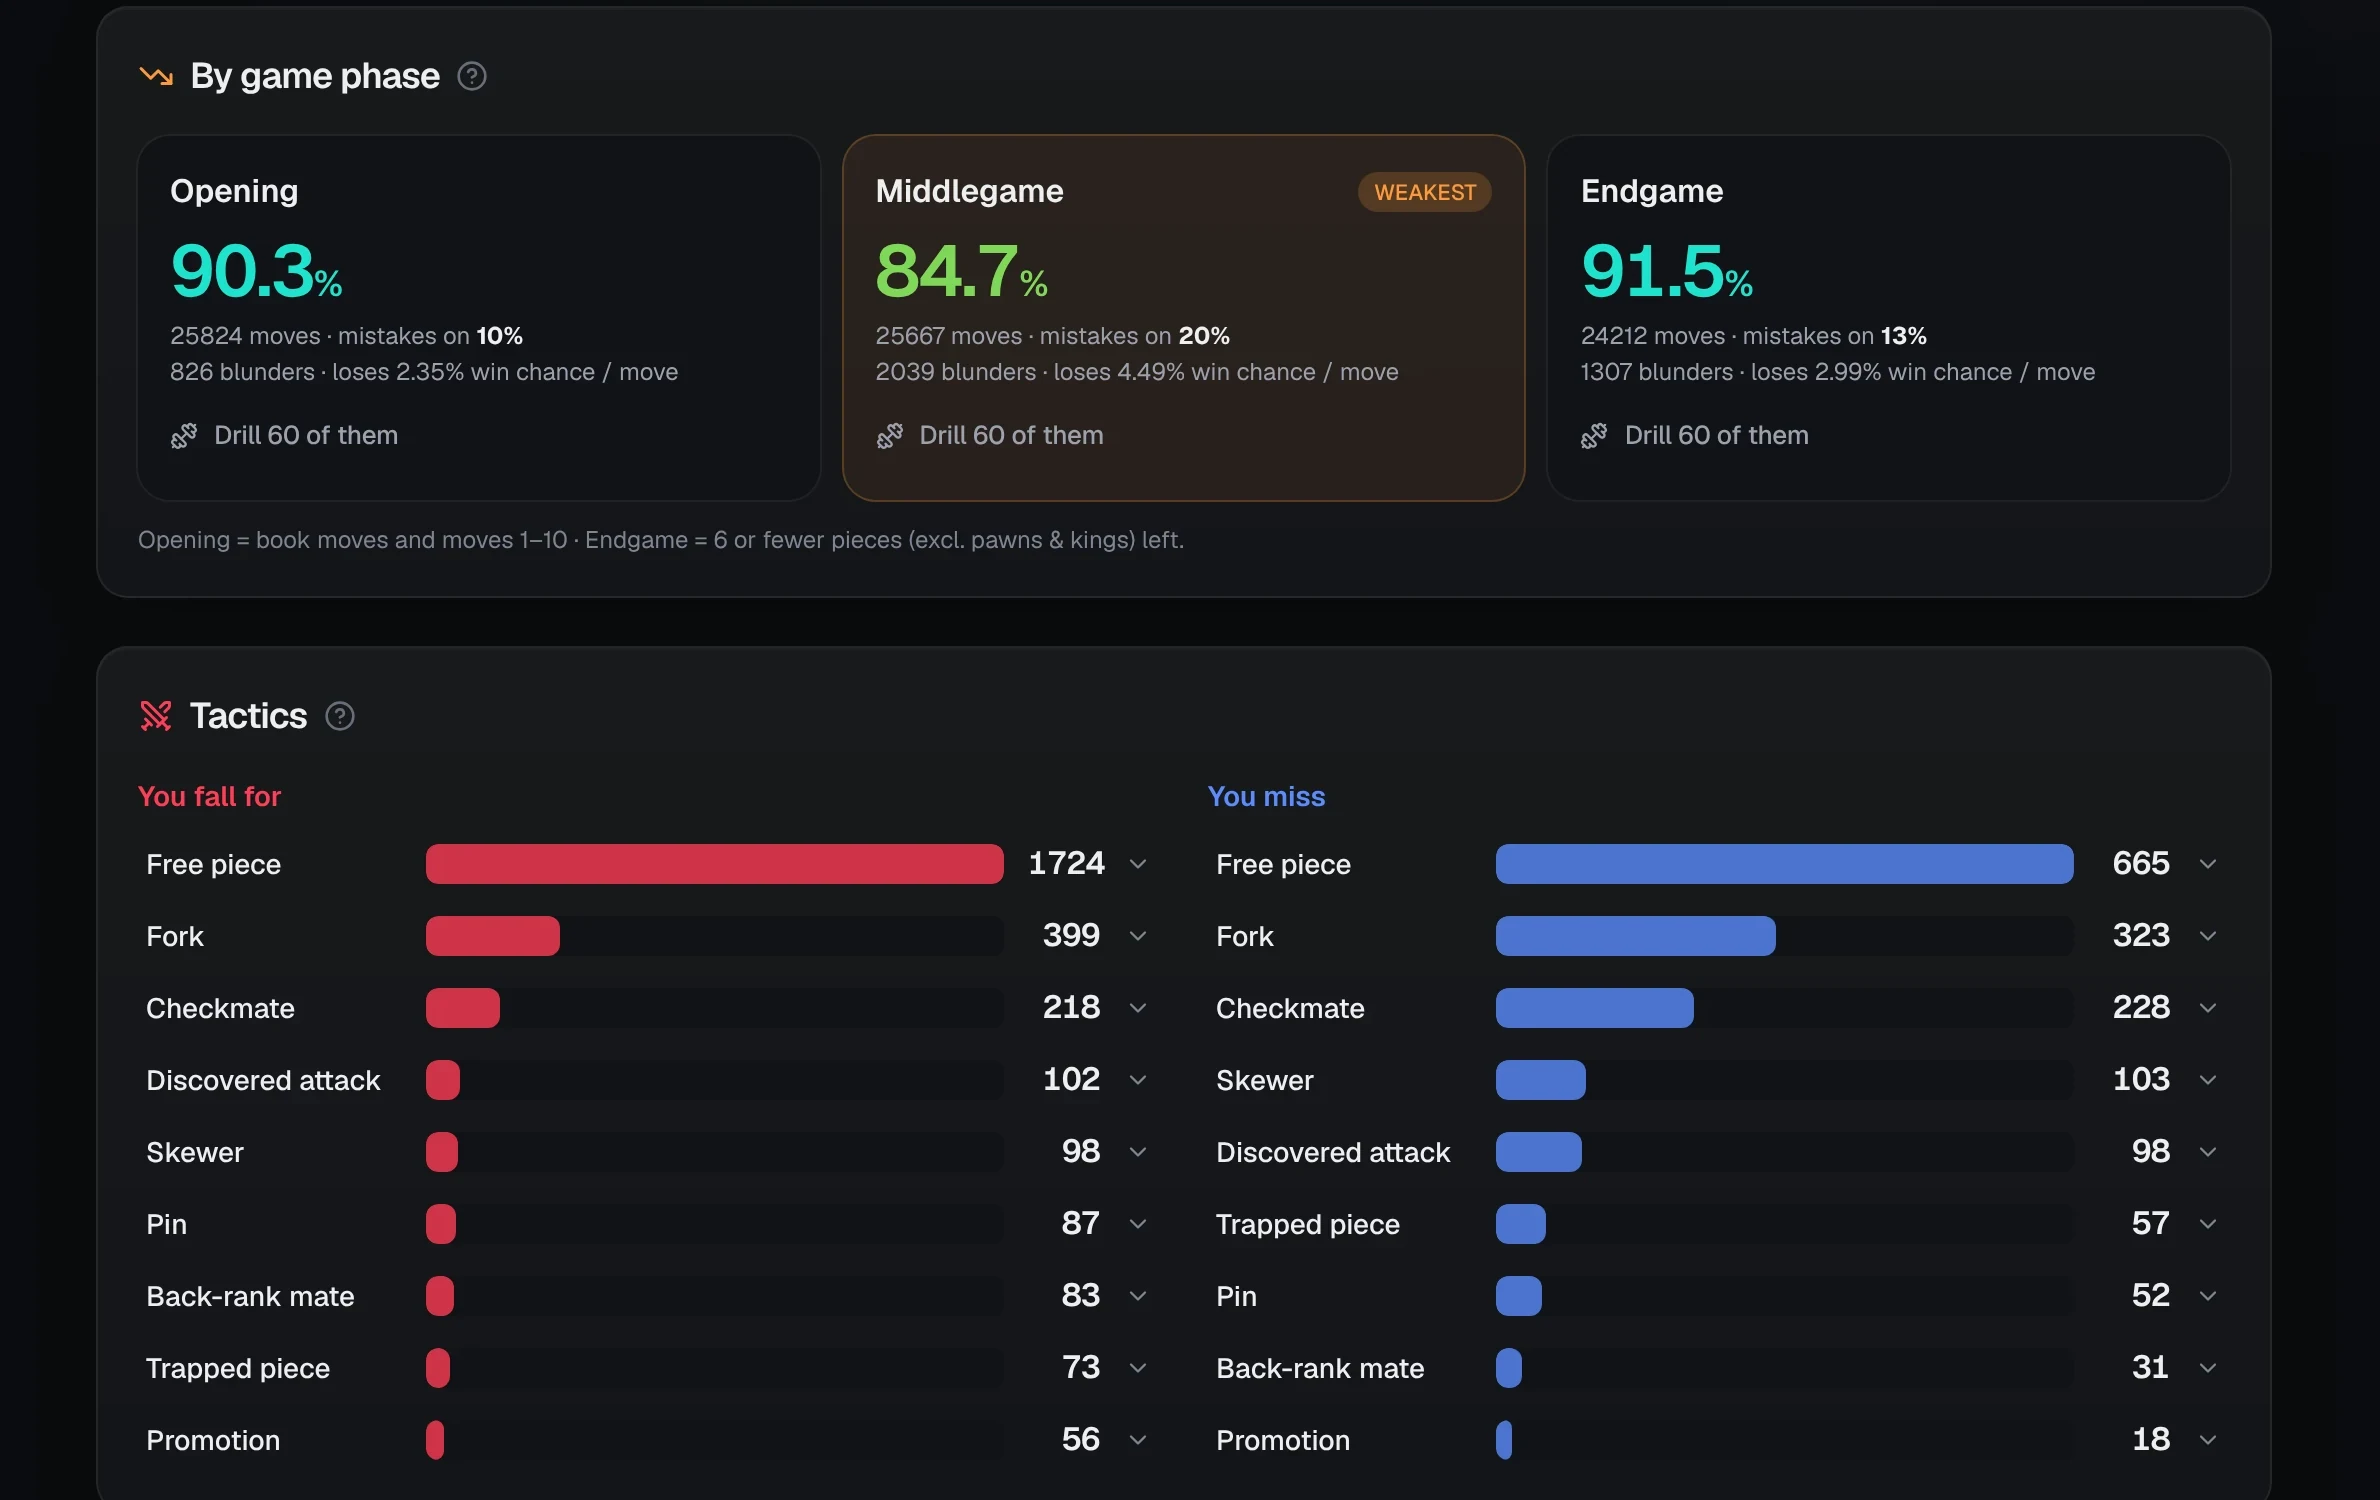 By game phase
Opening
90.3%
25824 moves · mistakes on 10%
826 blunders · loses 2.35% win chance / move
Drill 60 of them
Middlegame
WEAKEST
84.7%
25667 moves · mistakes on 20%
2039 blunders · loses 4.49% win chance / move
Drill 60 of them
Endgame
91.5%
24212 moves · mistakes on 13%
1307 blunders · loses 2.99% win chance / move
Drill 60 of them
Opening = book moves and moves 1–10 · Endgame = 6 or fewer pieces (excl. pawns & kings) left.
Tactics
You fall for
Free piece 1724
Fork 399
Checkmate 218
Discovered attack 102
Skewer 98
Pin 87
Back-rank mate 83
Trapped piece 73
Promotion 56
You miss
Free piece 665
Fork 323
Checkmate 228
Skewer 103
Discovered attack 98
Trapped piece 57
Pin 52
Back-rank mate 31
Promotion 18